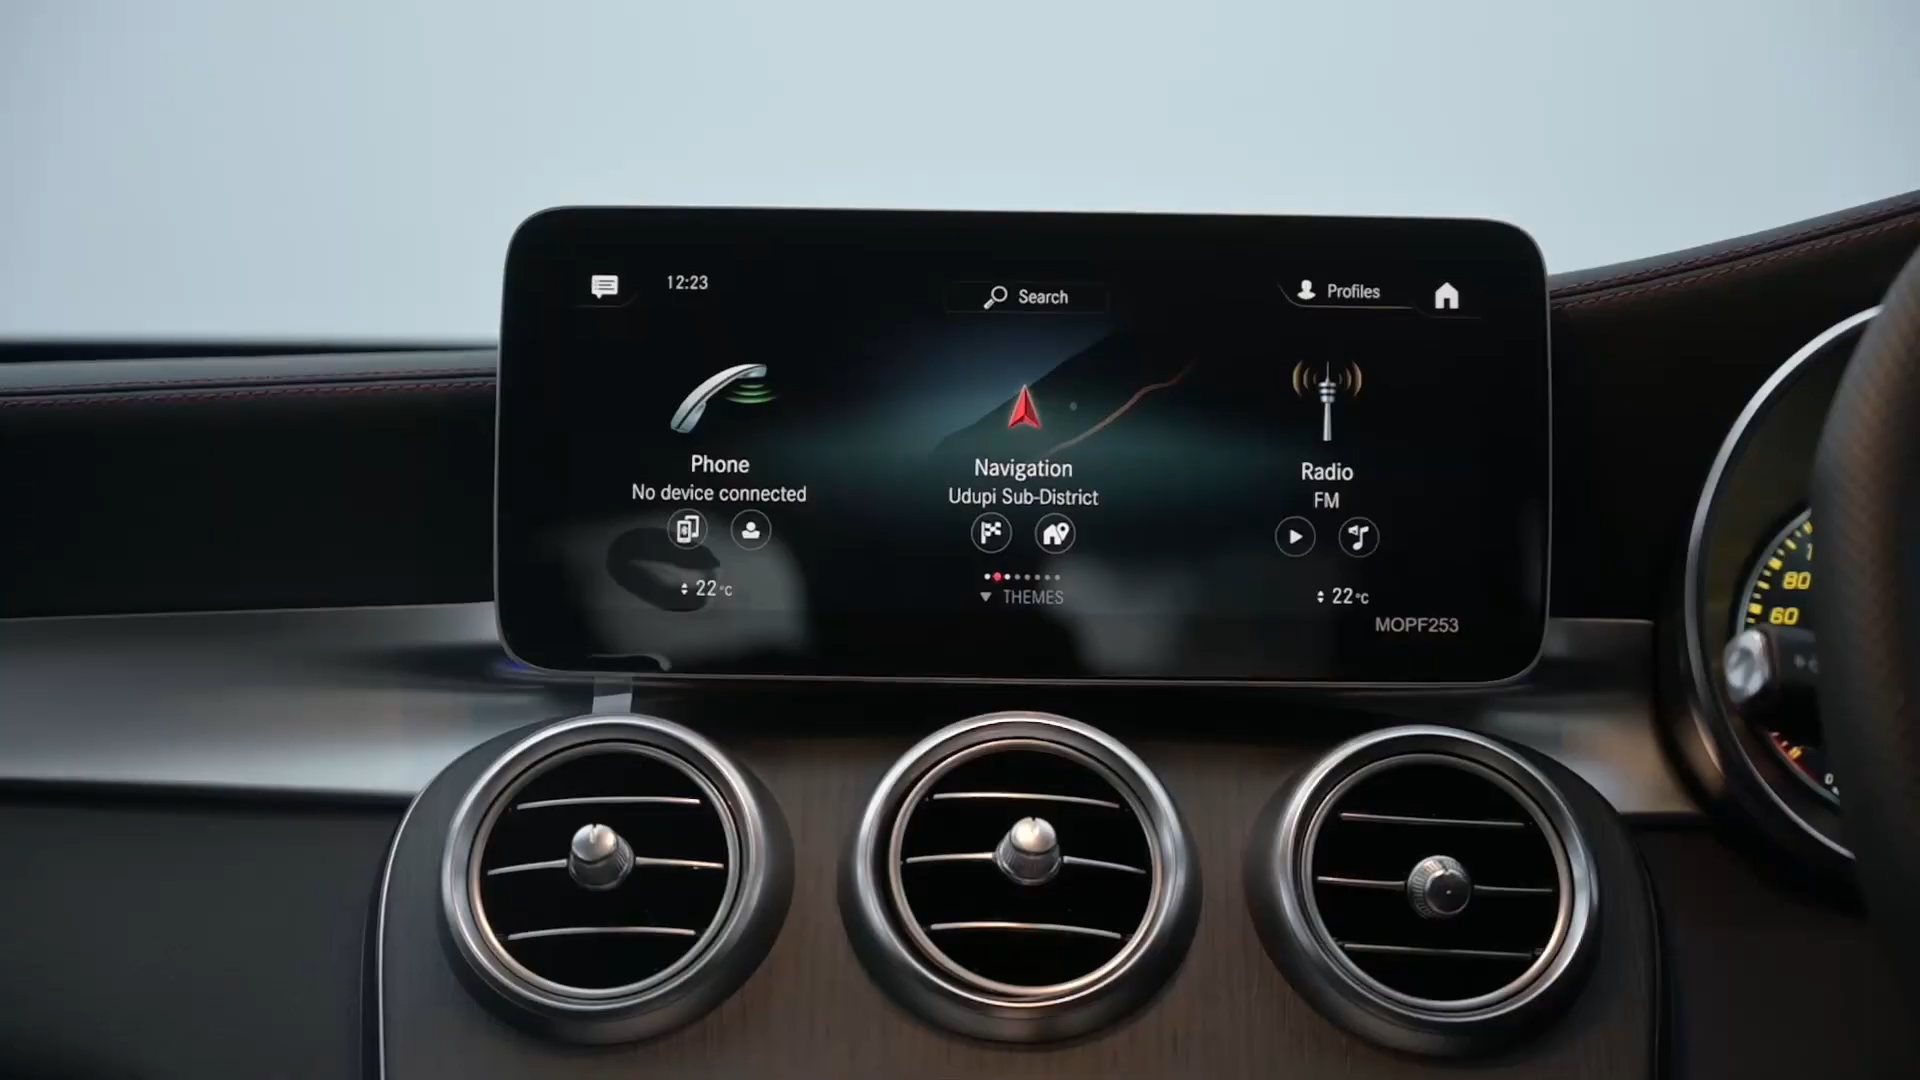 12:23
Search
Profiles
Phone
No device connected
Navigation
Udupi Sub-District
Radio
FM
22°C
THEMES
22°C
MOPF253
80
60